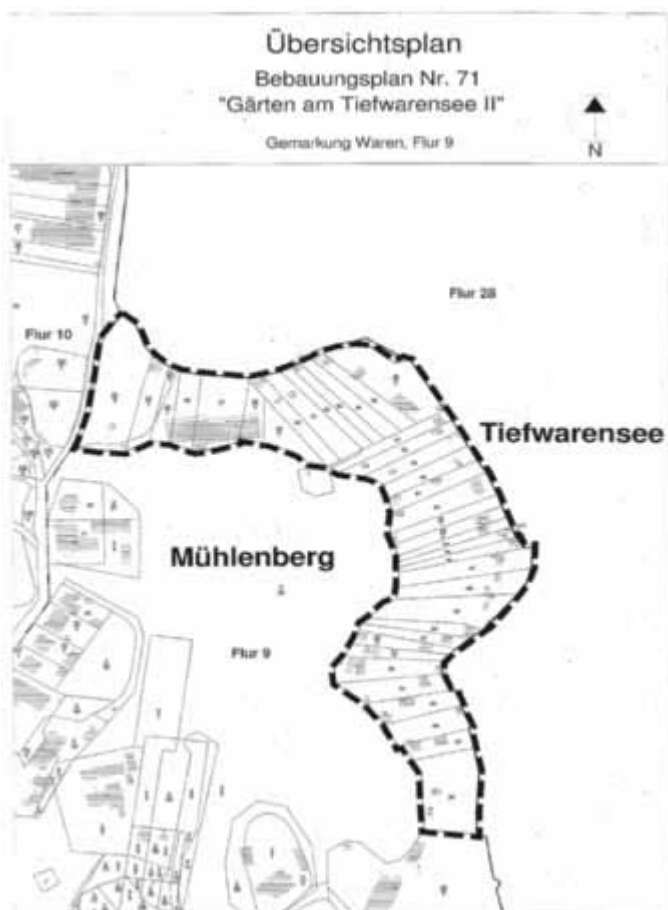 Übersichtsplan
Bebauungsplan Nr. 71
"Gärten am Tiefwarensee II"
Gemarkung Waren, Flur 9
N
Flur 28
Flur 10
Tiefwarensee
Mühlenberg
Flur 9